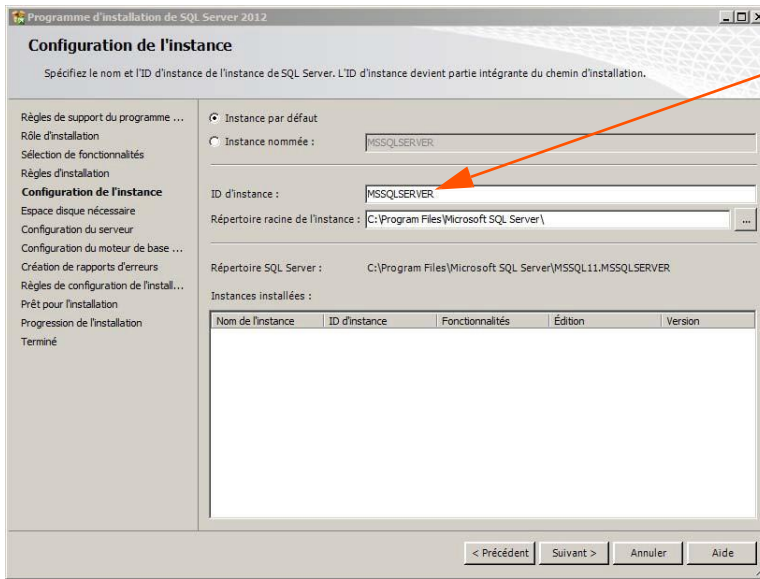 Programme d'installation de SQL Server 2012
Configuration de l'instance
Spécifiez le nom et l'ID d'instance de l'instance de SQL Server. L'ID d'instance devient partie intégrante du chemin d'installation.
Règles de support du programme ...
Rôle d'installation
Sélection de fonctionnalités
Règles d'installation
Configuration de l'instance
Espace disque nécessaire
Configuration du serveur
Configuration du moteur de base ...
Création de rapports d'erreurs
Règles de configuration de l'install...
Prêt pour l'installation
Progression de l'installation
Terminé
Instance par défaut
Instance nommée : MSSQLSERVER
ID d'instance : MSSQLSERVER
Répertoire racine de l'instance : C:\Program Files\Microsoft SQL Server\ ...
Répertoire SQL Server : C:\Program Files\Microsoft SQL Server\MSSQL11.MSSQLSERVER
Instances installées :
Nom de l'instance ID d'instance Fonctionnalités Édition Version
< Précédent Suivant > Annuler Aide